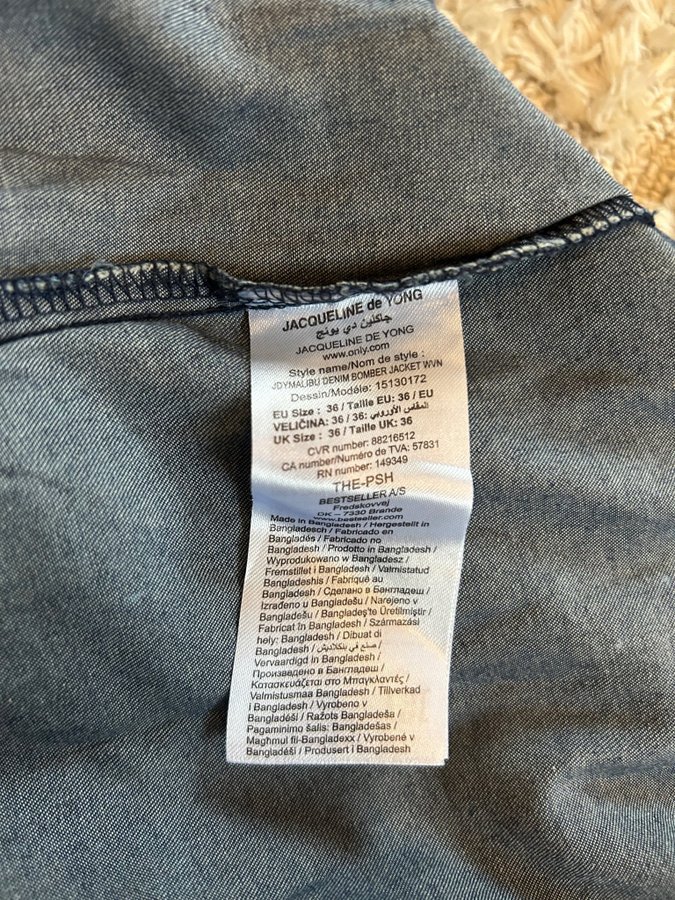 JACQUELINE de YONG
جاكلين دي يونج
JACQUELINE DE YONG
www.only.com
Style name/Nom de style :
JDYMALIBU DENIM BOMBER JACKET WVN
Dessin/Modèle: 15130172
EU Size : 36 / Taille EU: 36 / EU
VELIČINA: 36 / 36 :المقاس الأوروبي
UK Size : 36 / Taille UK: 36
CVR number: 88216512
CA number/Numéro de TVA: 57831
RN number: 149349
THE-PSH
BESTSELLER A/S
Fredskovvej
DK – 7330 Brande
www.bestseller.com
Made in Bangladesh / Hergestellt in
Bangladesch / Fabricado en
Bangladés / Fabricado no
Bangladesh / Prodotto in Bangladesh /
Wyprodukowano w Bangladesz /
Fremstillet i Bangladesh / Valmistatud
Bangladeshis / Fabriqué au
Bangladesh / Сделано в Бангладеш /
Izrađeno u Bangladešu / Narejeno v
Bangladešu / Bangladeş'te Üretilmiştir /
Fabricat în Bangladesh / Származási
hely: Bangladesh / Dibuat di
Bangladesh / صنع في بنكلاديش /
Vervaardigd in Bangladesh /
Произведено в Бангладеш /
Κατασκευάζεται στο Μπαγκλαντές /
Valmistusmaa Bangladesh / Tillverkad
i Bangladesh / Vyrobeno v
Bangladéši / Ražots Bangladeša /
Pagaminimo šalis: Bangladešas /
Magħmul fil-Bangladexx / Vyrobené v
Bangladéši / Produsert i Bangladesh